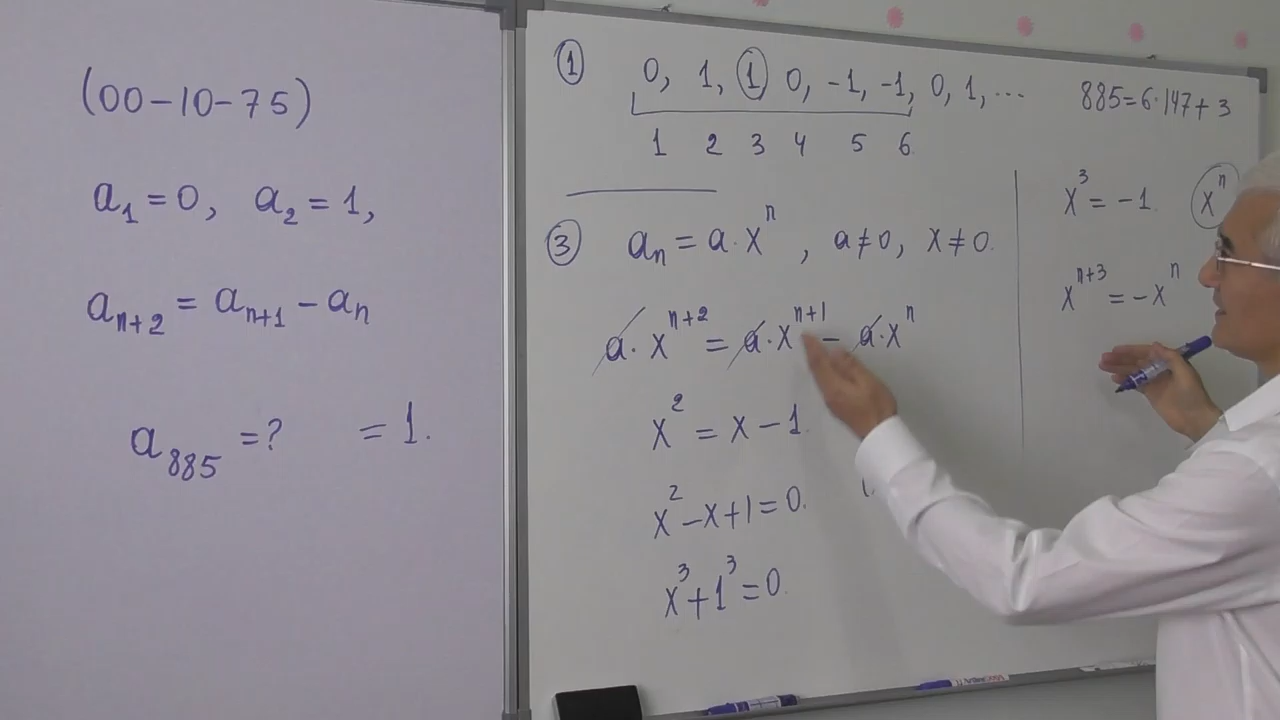 (00-10-75)
a₁ = 0, a₂ = 1,
aₙ₊₂ = aₙ₊₁ - aₙ
a₈₈₅ = ? = 1.
① 0, 1, 1 0, -1, -1, 0, 1, ...
1 2 3 4 5 6
885 = 6·147 + 3
③ aₙ = a·xⁿ, a≠0, x≠0.
a·xⁿ⁺² = a·xⁿ⁺¹ - a·xⁿ
x² = x - 1.
x² - x + 1 = 0.
x³ + 1³ = 0.
x³ = -1. xⁿ
xⁿ⁺³ = -xⁿ